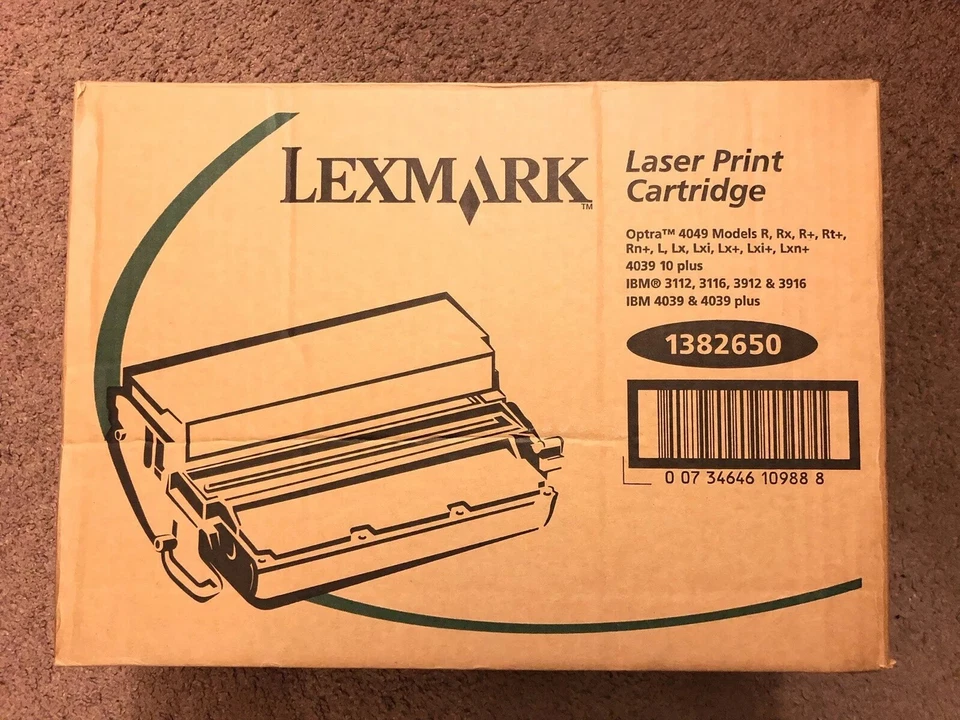 LEXMARK™
Laser Print
Cartridge
Optra™ 4049 Models R, Rx, R+, Rt+,
Rn+, L, Lx, Lxi, Lx+, Lxi+, Lxn+
4039 10 plus
IBM® 3112, 3116, 3912 & 3916
IBM 4039 & 4039 plus
1382650
0 07 34646 10988 8